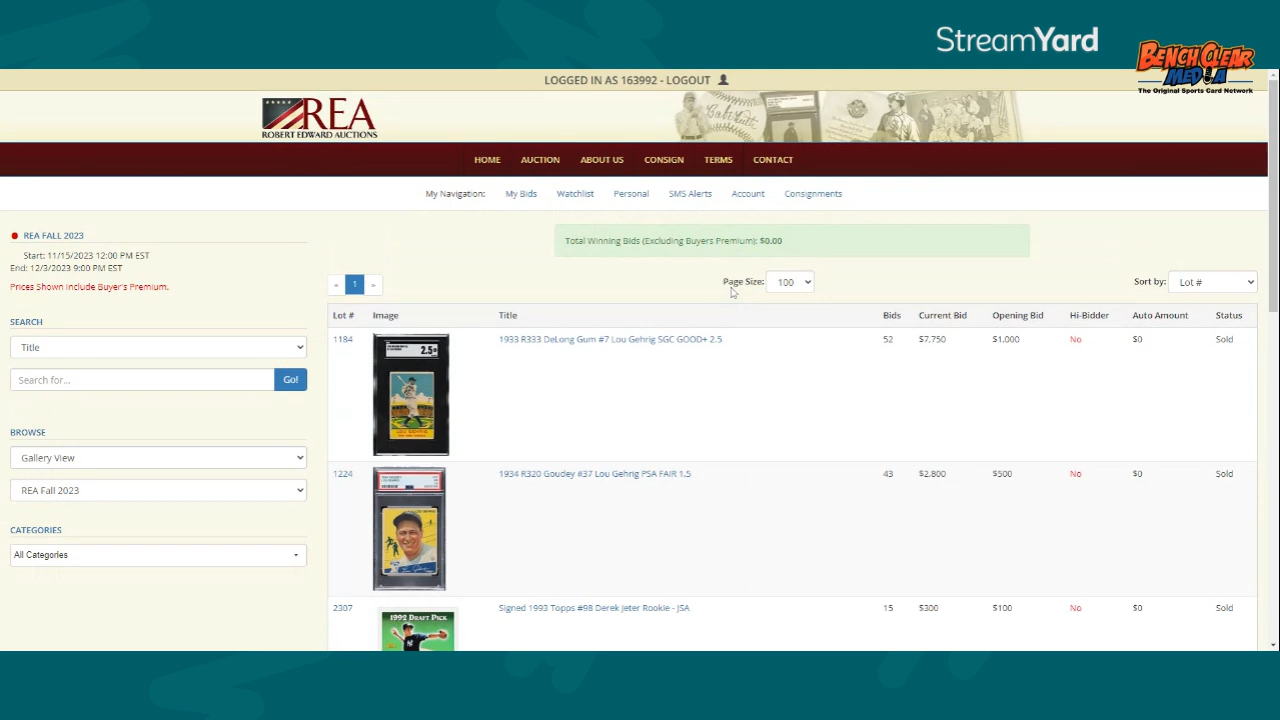 StreamYard
BENCHCLEAR
MEDIA
The Original Sports Card Network
LOGGED IN AS 163992 - LOGOUT
REA
ROBERT EDWARD AUCTIONS
HOME AUCTION ABOUT US CONSIGN TERMS CONTACT
My Navigation: My Bids Watchlist Personal SMS Alerts Account Consignments
REA FALL 2023
Start: 11/15/2023 12:00 PM EST
End: 12/3/2023 9:00 PM EST
Prices Shown Include Buyer's Premium.
SEARCH
Title
Search for... Go!
BROWSE
Gallery View
REA Fall 2023
CATEGORIES
All Categories
Total Winning Bids (Excluding Buyers Premium): $0.00
« 1 » Page Size: 100 Sort by: Lot #
Lot # Image Title Bids Current Bid Opening Bid Hi-Bidder Auto Amount Status
1184 1933 R333 DeLong Gum #7 Lou Gehrig SGC GOOD+ 2.5 52 $7,750 $1,000 No $0 Sold
2.5
LOU GEHRIG
1224 1934 R320 Goudey #37 Lou Gehrig PSA FAIR 1.5 43 $2,800 $500 No $0 Sold
2307 Signed 1993 Topps #98 Derek Jeter Rookie - JSA 15 $300 $100 No $0 Sold
1992 DRAFT PICK